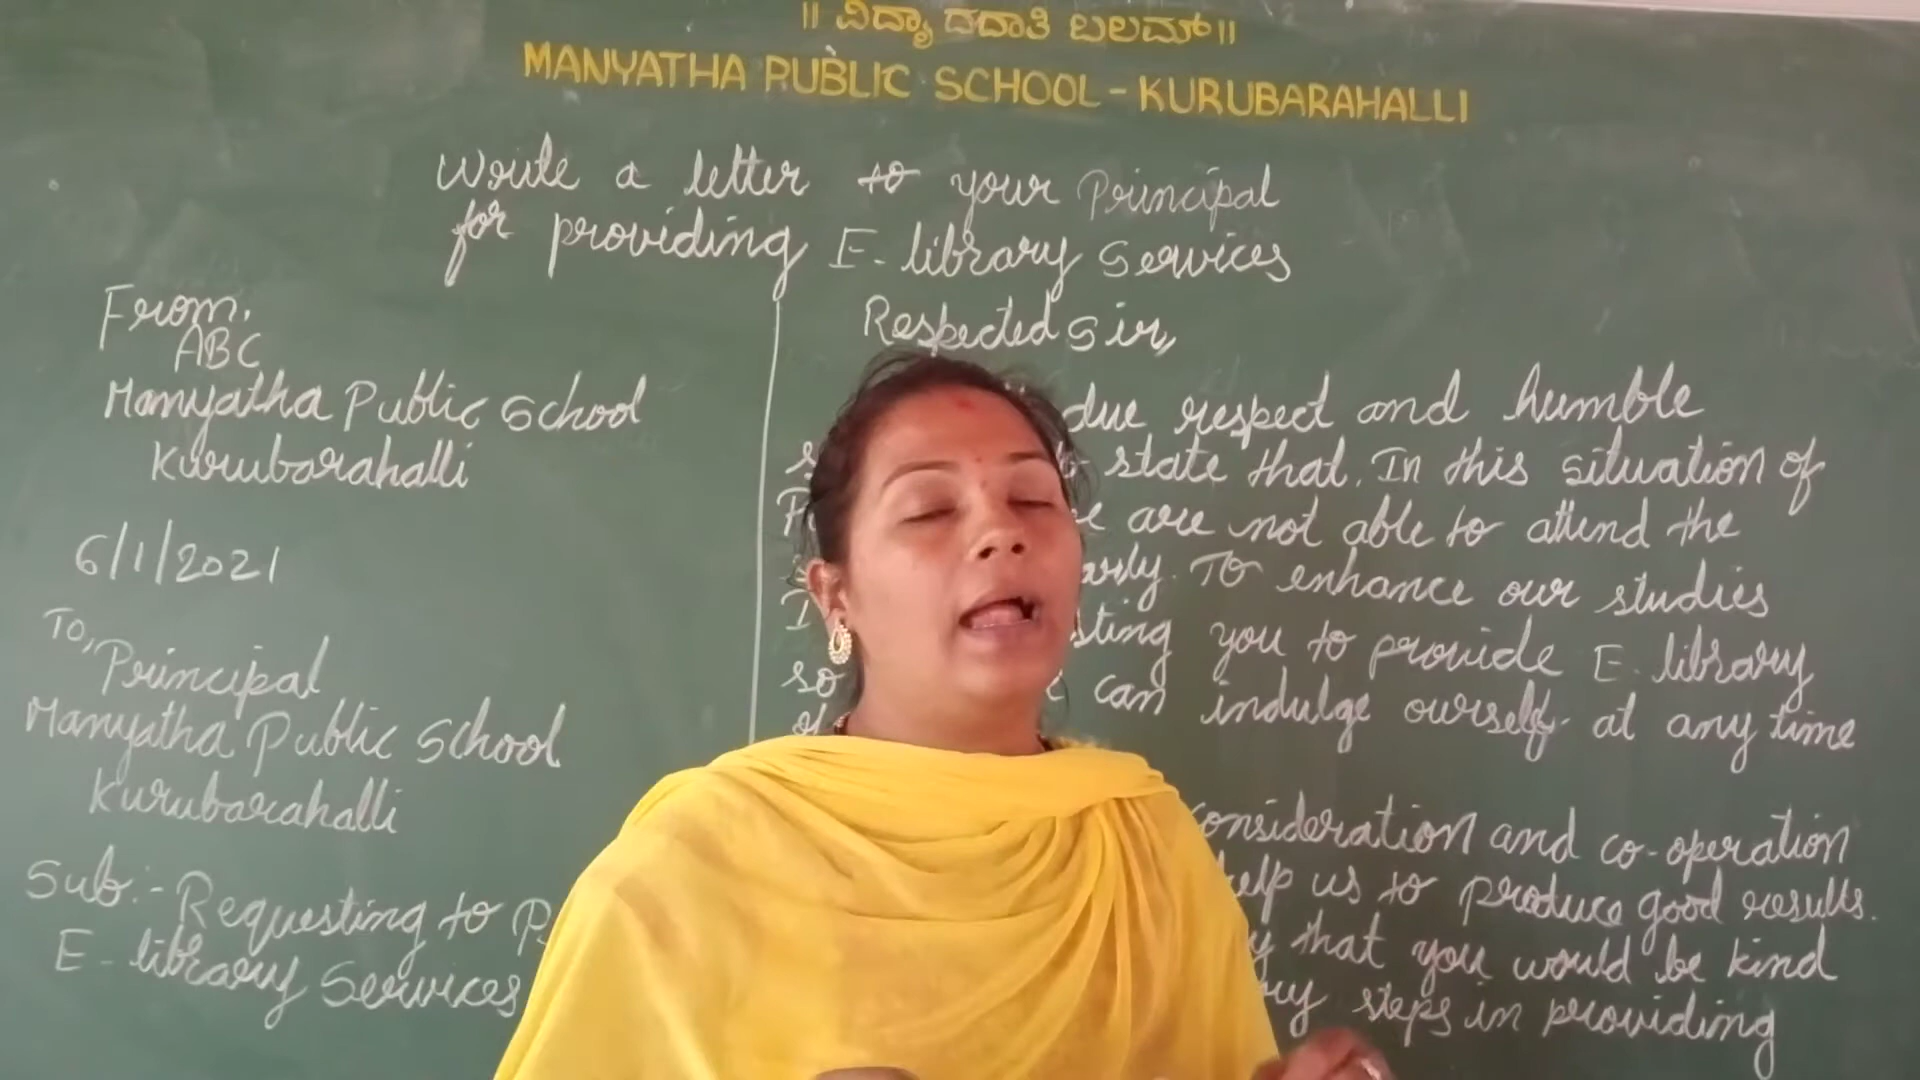 ॥ ವಿದ್ಯಾ ದದಾತಿ ಬಲಮ್ ॥
MANYATHA PUBLIC SCHOOL - KURUBARAHALLI
Write a letter to your Principal
for providing E-library Services
From,
ABC
Manyatha Public School
Kurubarahalli
6/1/2021
To,
Principal
Manyatha Public School
Kurubarahalli
Sub:- Requesting to
E-library Services
Respected Sir,
due respect and humble
state that. In this situation of
are not able to attend the
To enhance our studies
I you to provide E-library
so can indulge ourself at any time
consideration and co-operation
help us to produce good results.
that you would be kind
steps in providing